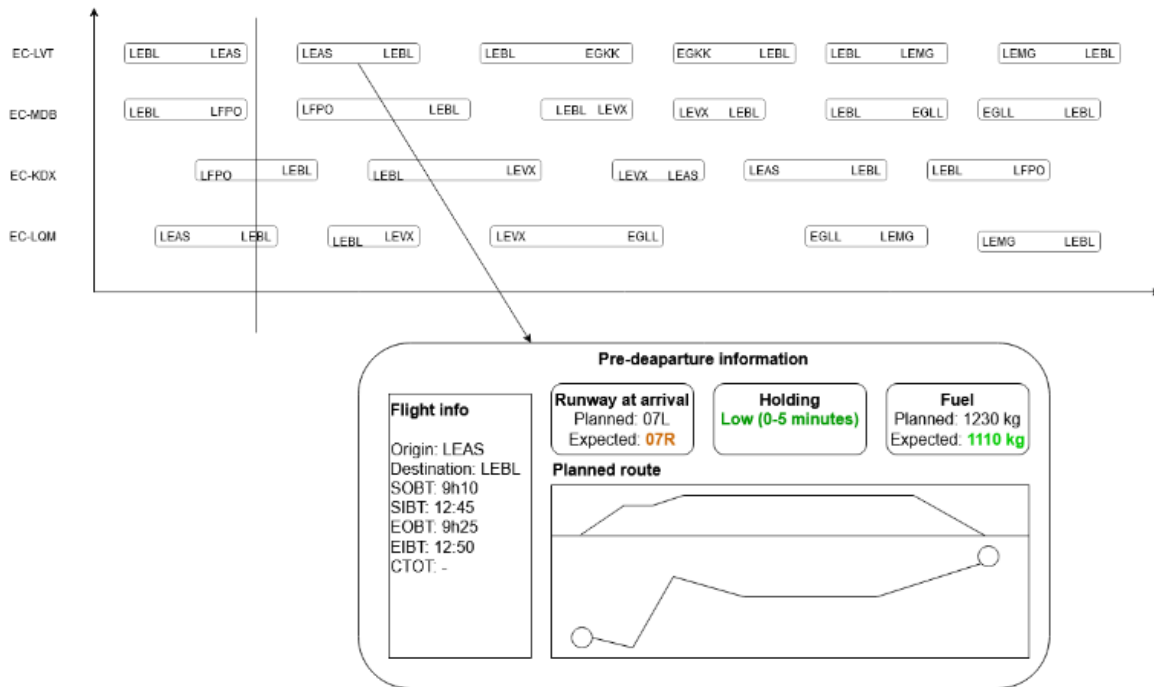 EC-LVT
LEBL LEAS
LEAS LEBL
LEBL EGKK
EGKK LEBL
LEBL LEMG
LEMG LEBL
EC-MDB
LEBL LFPO
LFPO LEBL
LEBL LEVX
LEVX LEBL
LEBL EGLL
EGLL LEBL
EC-KDX
LFPO LEBL
LEBL LEVX
LEVX LEAS
LEAS LEBL
LEBL LFPO
EC-LQM
LEAS LEBL
LEBL LEVX
LEVX EGLL
EGLL LEMG
LEMG LEBL
Pre-deaparture information
Flight info
Origin: LEAS
Destination: LEBL
SOBT: 9h10
SIBT: 12:45
EOBT: 9h25
EIBT: 12:50
CTOT: -
Runway at arrival
Planned: 07L
Expected: 07R
Holding
Low (0-5 minutes)
Fuel
Planned: 1230 kg
Expected: 1110 kg
Planned route